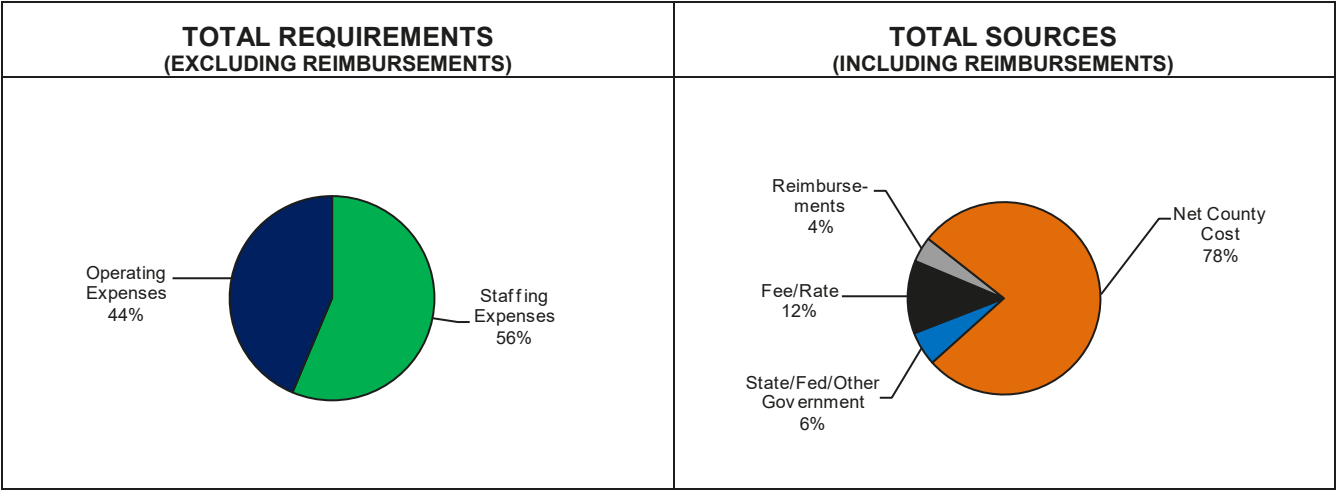 TOTAL REQUIREMENTS
(EXCLUDING REIMBURSEMENTS)
Operating
Expenses
44%
Staffing
Expenses
56%
TOTAL SOURCES
(INCLUDING REIMBURSEMENTS)
Reimburse-
ments
4%
Fee/Rate
12%
State/Fed/Other
Government
6%
Net County
Cost
78%